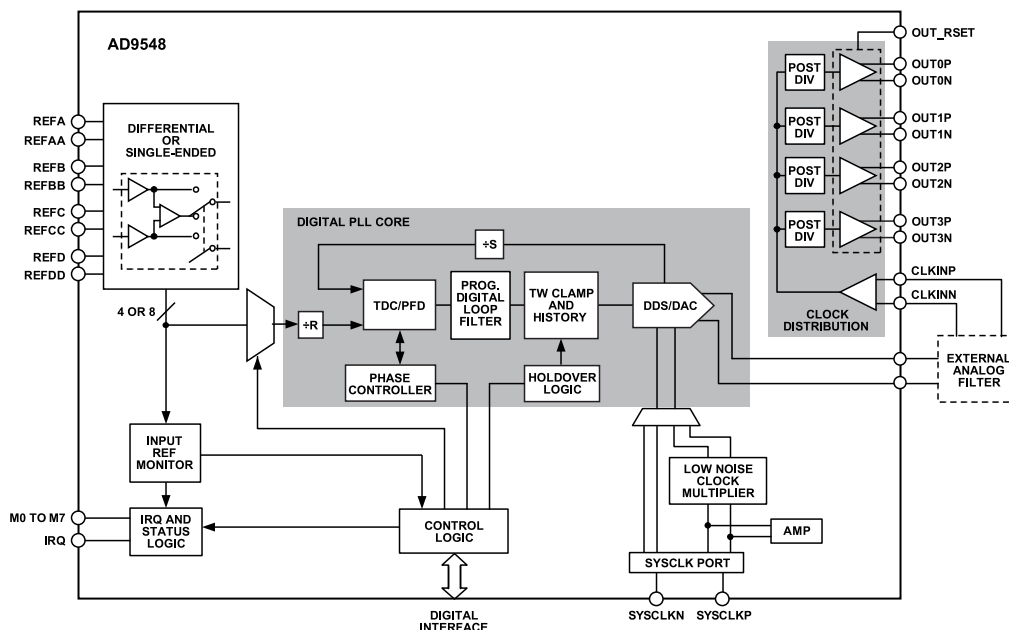 AD9548
OUT_RSET
OUT0P
OUT0N
OUT1P
OUT1N
OUT2P
OUT2N
OUT3P
OUT3N
CLKINP
CLKINN
POST
DIV
POST
DIV
POST
DIV
POST
DIV
CLOCK
DISTRIBUTION
REFA
REFAA
REFB
REFBB
REFC
REFCC
REFD
REFDD
DIFFERENTIAL
OR
SINGLE-ENDED
4 OR 8
DIGITAL PLL CORE
÷S
÷R
TDC/PFD
PROG.
DIGITAL
LOOP
FILTER
TW CLAMP
AND
HISTORY
DDS/DAC
PHASE
CONTROLLER
HOLDOVER
LOGIC
EXTERNAL
ANALOG
FILTER
INPUT
REF
MONITOR
LOW NOISE
CLOCK
MULTIPLIER
M0 TO M7
IRQ
IRQ AND
STATUS
LOGIC
CONTROL
LOGIC
AMP
SYSCLK PORT
DIGITAL
INTERFACE
SYSCLKN
SYSCLKP